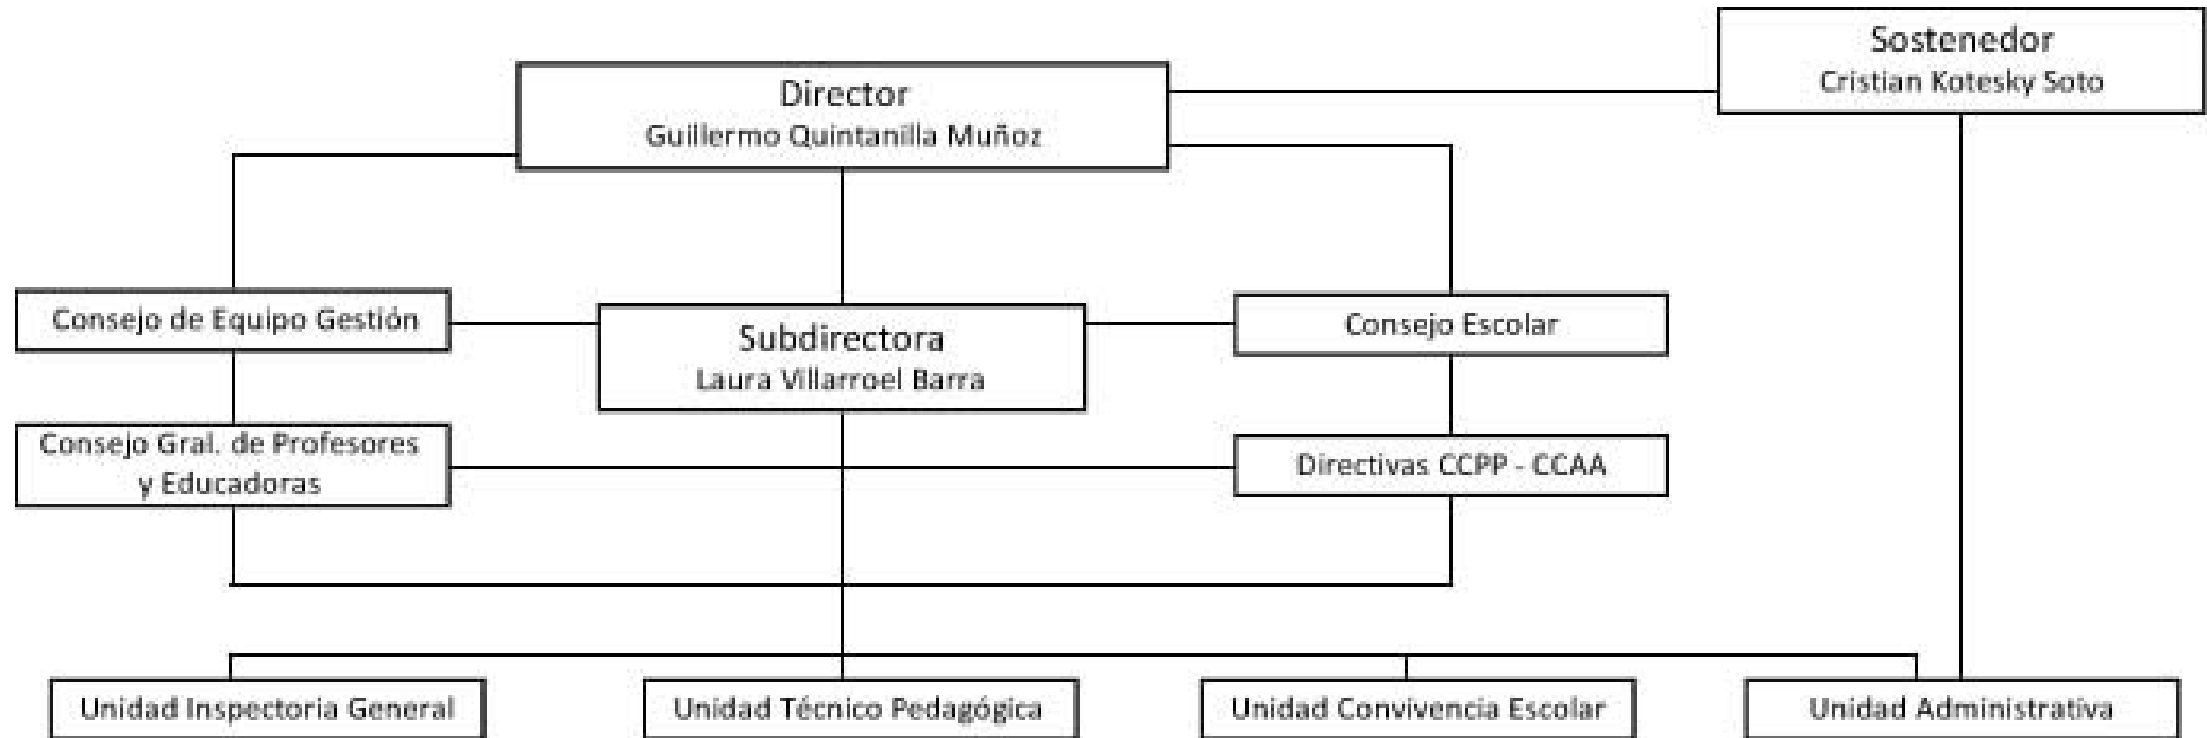 Sostenedor
Cristian Kotesky Soto
Director
Guillermo Quintanilla Muñoz
Consejo de Equipo Gestión
Subdirectora
Laura Villarroel Barra
Consejo Escolar
Consejo Gral. de Profesores
y Educadoras
Directivas CCPP - CCAA
Unidad Inspectoria General
Unidad Técnico Pedagógica
Unidad Convivencia Escolar
Unidad Administrativa